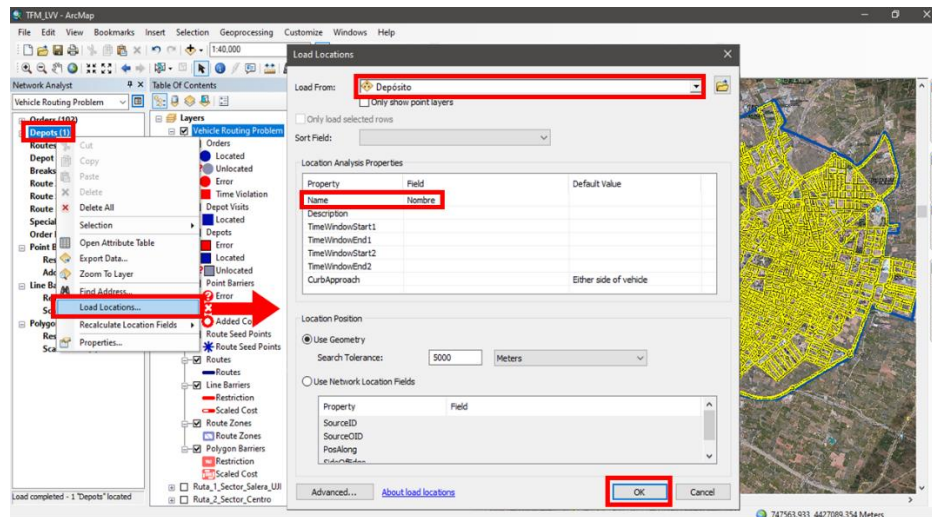 TFM_LVV - ArcMap
File Edit View Bookmarks Insert Selection Geoprocessing Customize Windows Help
1:40,000
Network Analyst
Vehicle Routing Problem
Orders (102)
Depots (1)
Routes
Depot
Breaks
Route
Route
Route
Special
Order
Point B
Res
Line Ba
Polygo
Res
Sca
Cut
Copy
Paste
Delete
Delete All
Selection
Open Attribute Table
Export Data...
Zoom To Layer
Find Address...
Load Locations...
Recalculate Location Fields
Properties...
Load completed - 1 "Depots" located
Table Of Contents
Layers
Vehicle Routing Problem
Orders
Located
Unlocated
Error
Time Violation
Depot Visits
Located
Depots
Error
Located
Unlocated
Point Barriers
Error
Added Co
Route Seed Points
Route Seed Points
Routes
Routes
Line Barriers
Restriction
Scaled Cost
Route Zones
Route Zones
Polygon Barriers
Restriction
Scaled Cost
Ruta_1_Sector_Salera_UJI
Ruta_2_Sector_Centro
Load Locations
Load From: Depósito
Only show point layers
Only load selected rows
Sort Field:
Location Analysis Properties
Property Field Default Value
Name Nombre
Description
TimeWindowStart1
TimeWindowEnd1
TimeWindowStart2
TimeWindowEnd2
CurbApproach Either side of vehicle
Location Position
Use Geometry
Search Tolerance: 5000 Meters
Use Network Location Fields
Property Field
SourceID
SourceOID
PosAlong
SideOfEdge
Advanced... About load locations OK Cancel
747563,933 4427089,354 Meters